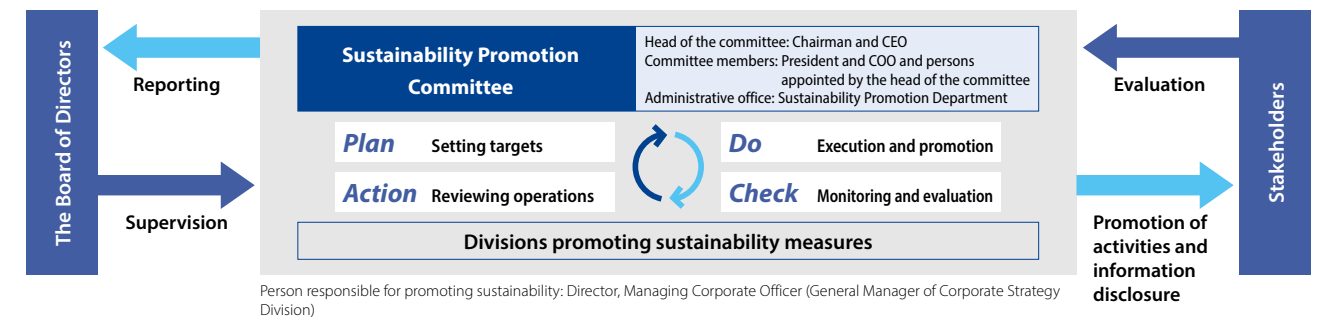 The Board of Directors
Reporting
Supervision
Sustainability Promotion
Committee
Head of the committee: Chairman and CEO
Committee members: President and COO and persons
appointed by the head of the committee
Administrative office: Sustainability Promotion Department
Plan Setting targets
Do Execution and promotion
Action Reviewing operations
Check Monitoring and evaluation
Divisions promoting sustainability measures
Evaluation
Promotion of
activities and
information
disclosure
Stakeholders
Person responsible for promoting sustainability: Director, Managing Corporate Officer (General Manager of Corporate Strategy
Division)